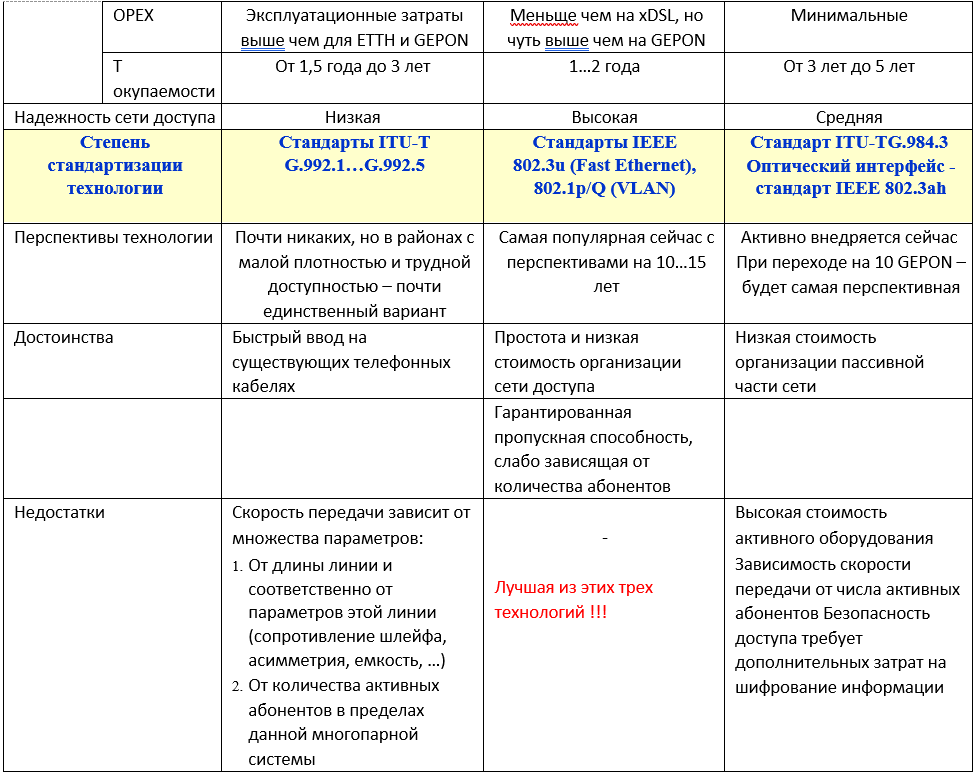 OPEX
Эксплуатационные затраты
выше чем для ETTH и GEPON
Меньще чем на xDSL, но
чуть выше чем на GEPON
Минимальные
Т
окупаемости
От 1,5 года до 3 лет
1…2 года
От 3 лет до 5 лет
Надежность сети доступа
Низкая
Высокая
Средняя
Степень
стандартизации
технологии
Стандарты ITU-T
G.992.1…G.992.5
Стандарты IEEE
802.3u (Fast Ethernet),
802.1p/Q (VLAN)
Стандарт ITU-TG.984.3
Оптический интерфейс -
стандарт IEEE 802.3ah
Перспективы технологии
Почти никаких, но в районах с
малой плотностью и трудной
доступностью – почти
единственный вариант
Самая популярная сейчас с
перспективами на 10…15
лет
Активно внедряется сейчас
При переходе на 10 GEPON –
будет самая перспективная
Достоинства
Быстрый ввод на
существующих телефонных
кабелях
Простота и низкая
стоимость организации
сети доступа
Низкая стоимость
организации пассивной
части сети
Гарантированная
пропускная способность,
слабо зависящая от
количества абонентов
Недостатки
Скорость передачи зависит от
множества параметров:
1. От длины линии и
соответственно от
параметров этой линии
(сопротивление шлейфа,
асимметрия, емкость, …)
2. От количества активных
абонентов в пределах
данной многопарной
системы
-
Лучшая из этих трех
технологий !!!
Высокая стоимость
активного оборудования
Зависимость скорости
передачи от числа активных
абонентов Безопасность
доступа требует
дополнительных затрат на
шифрование информации